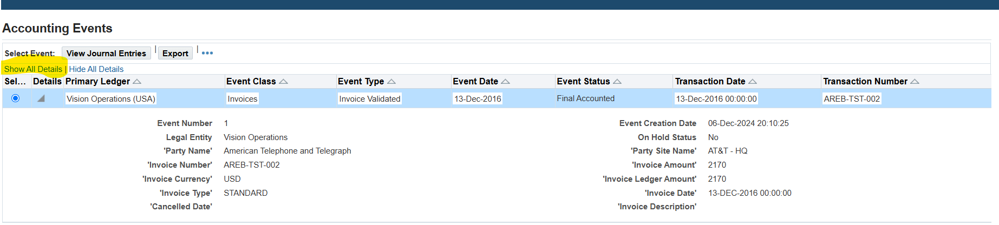 Accounting Events
Select Event: View Journal Entries | Export | •••
Show All Details | Hide All Details
Sel... Details Primary Ledger Event Class Event Type Event Date Event Status Transaction Date Transaction Number
Vision Operations (USA) Invoices Invoice Validated 13-Dec-2016 Final Accounted 13-Dec-2016 00:00:00 AREB-TST-002
Event Number 1 Event Creation Date 06-Dec-2024 20:10:25
Legal Entity Vision Operations On Hold Status No
'Party Name' American Telephone and Telegraph 'Party Site Name' AT&T - HQ
'Invoice Number' AREB-TST-002 'Invoice Amount' 2170
'Invoice Currency' USD 'Invoice Ledger Amount' 2170
'Invoice Type' STANDARD 'Invoice Date' 13-DEC-2016 00:00:00
'Cancelled Date' 'Invoice Description'